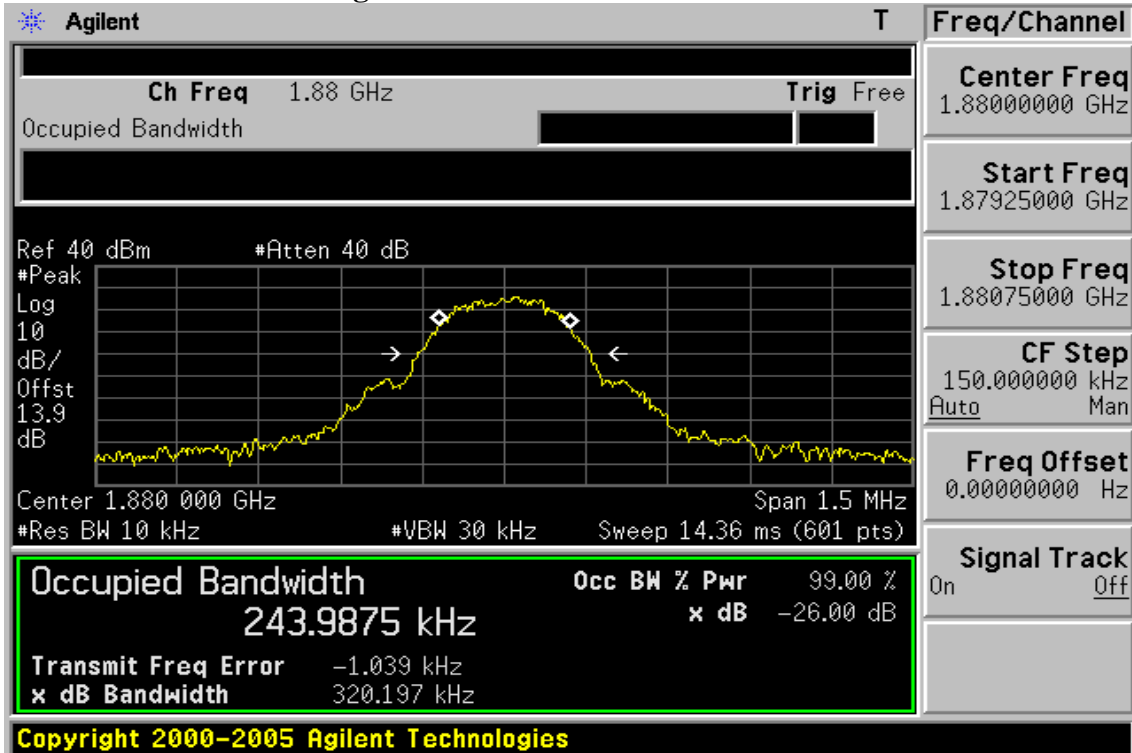 Agilent T Freq/Channel
Ch Freq 1.88 GHz Trig Free
Occupied Bandwidth
Center Freq
1.88000000 GHz
Start Freq
1.87925000 GHz
Stop Freq
1.88075000 GHz
CF Step
150.000000 kHz
Auto Man
Freq Offset
0.00000000 Hz
Signal Track
On Off
Ref 40 dBm #Atten 40 dB
#Peak
Log
10
dB/
Offst
13.9
dB
Center 1.880 000 GHz Span 1.5 MHz
#Res BW 10 kHz #VBW 30 kHz Sweep 14.36 ms (601 pts)
Occupied Bandwidth Occ BW % Pwr 99.00 %
243.9875 kHz x dB -26.00 dB
Transmit Freq Error -1.039 kHz
x dB Bandwidth 320.197 kHz
Copyright 2000-2005 Agilent Technologies